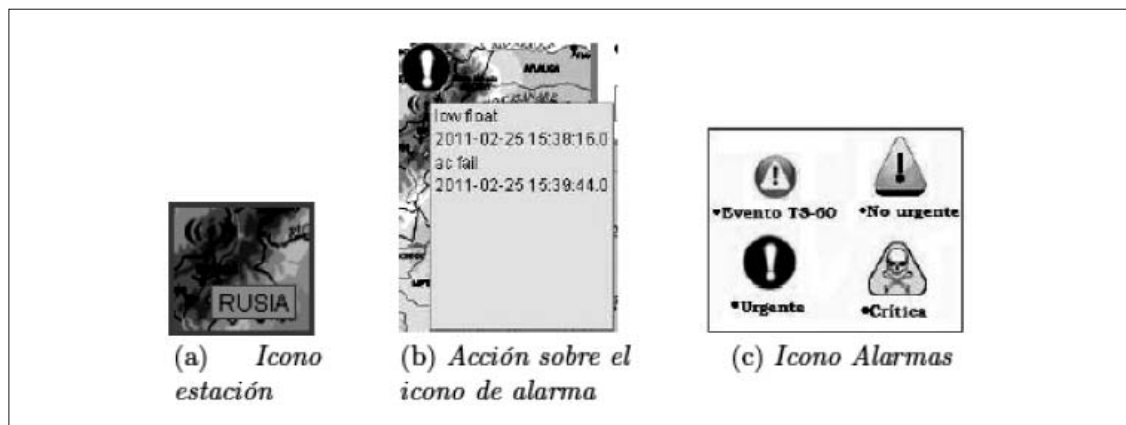 ARAUCA
low float
2011-02-25 15:38:16.0
ac fail
2011-02-25 15:39:44.0
RUSIA
•Evento TS-60
•No urgente
•Urgente
•Crítica
(a) Icono
estación
(b) Acción sobre el
icono de alarma
(c) Icono Alarmas